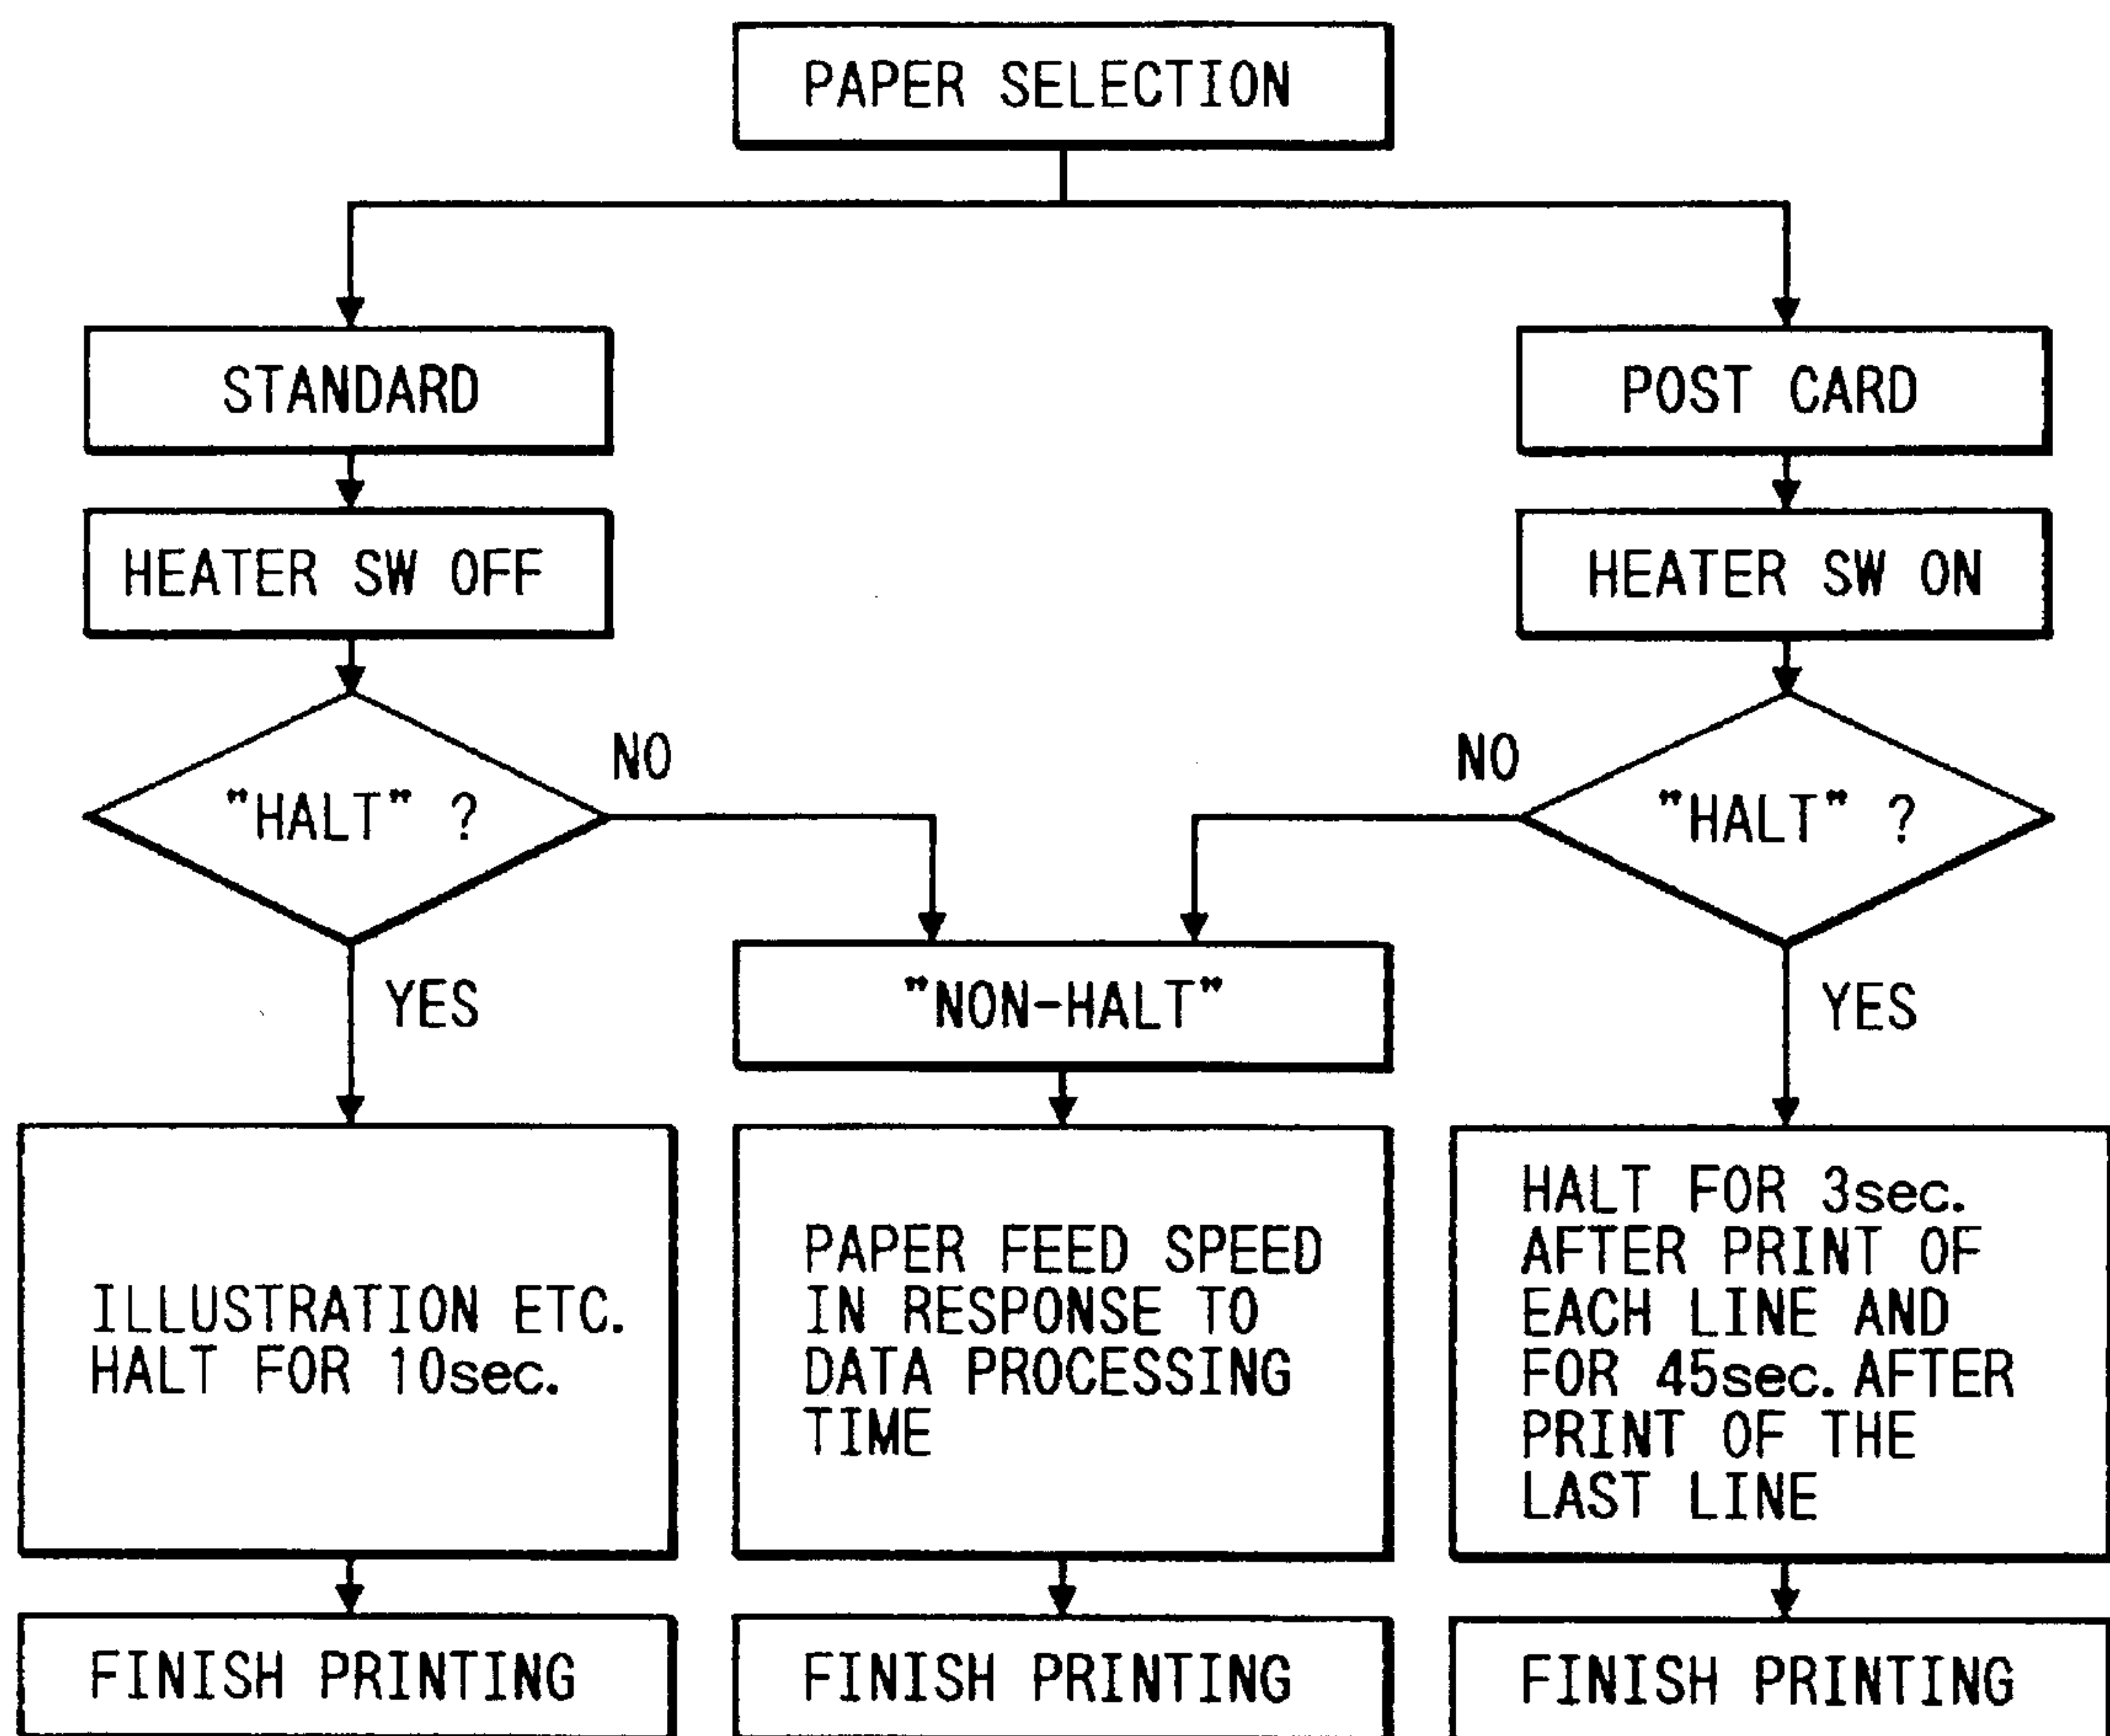 PAPER SELECTION
STANDARD
POST CARD
HEATER SW OFF
HEATER SW ON
"HALT" ?
NO
NO
"HALT" ?
YES
"NON-HALT"
YES
ILLUSTRATION ETC.
HALT FOR 10sec.
PAPER FEED SPEED
IN RESPONSE TO
DATA PROCESSING
TIME
HALT FOR 3sec.
AFTER PRINT OF
EACH LINE AND
FOR 45sec. AFTER
PRINT OF THE
LAST LINE
FINISH PRINTING
FINISH PRINTING
FINISH PRINTING